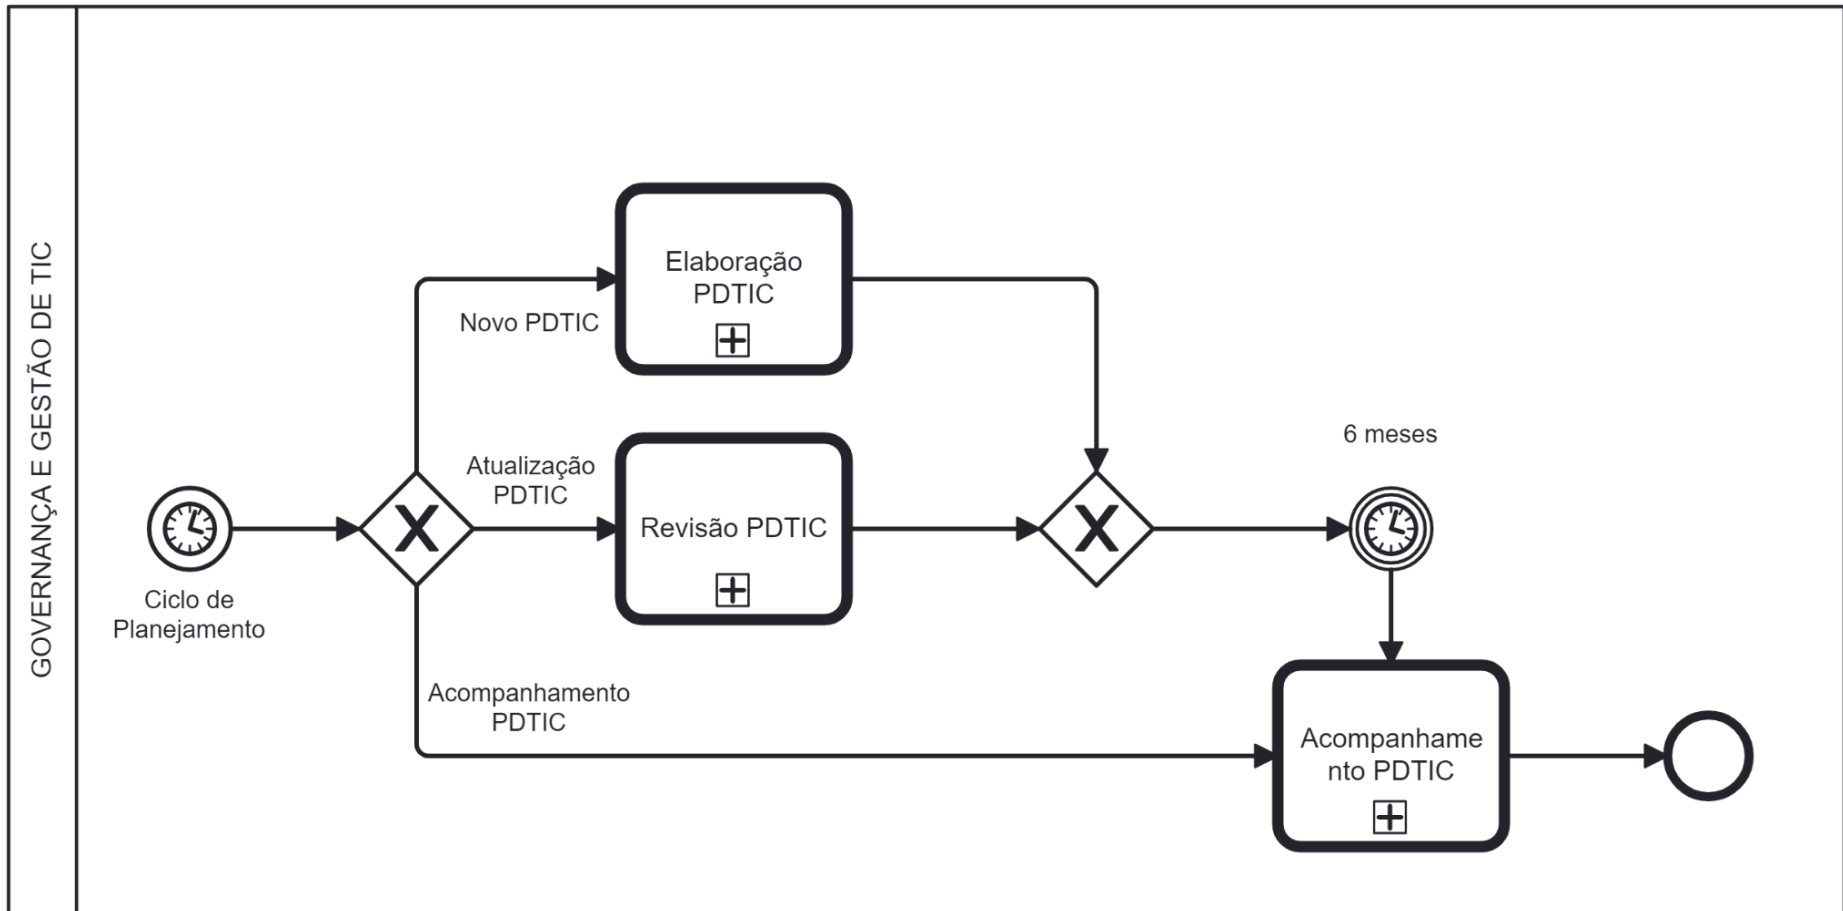 GOVERNANÇA E GESTÃO DE TIC
Ciclo de
Planejamento
Novo PDTIC
Elaboração
PDTIC
Atualização
PDTIC
Revisão PDTIC
Acompanhamento
PDTIC
6 meses
Acompanhame
nto PDTIC